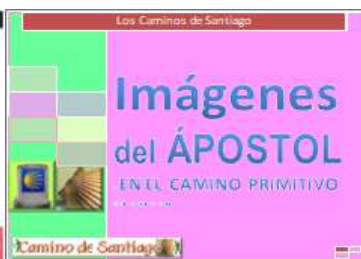 Los Caminos de Santiago
Imágenes
del ÁPOSTOL
EN EL CAMINO PRIMITIVO
Camino de Santiago